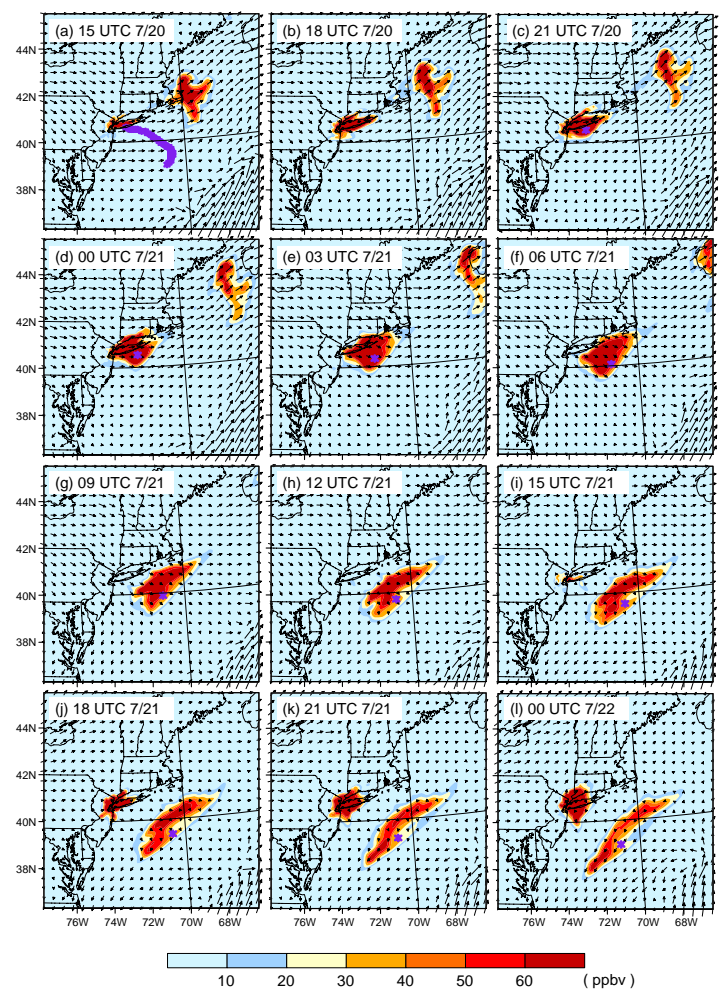 (a) 15 UTC 7/20
(b) 18 UTC 7/20
(c) 21 UTC 7/20
44N
42N
40N
38N
(d) 00 UTC 7/21
(e) 03 UTC 7/21
(f) 06 UTC 7/21
44N
42N
40N
38N
(g) 09 UTC 7/21
(h) 12 UTC 7/21
(i) 15 UTC 7/21
44N
42N
40N
38N
(j) 18 UTC 7/21
(k) 21 UTC 7/21
(l) 00 UTC 7/22
44N
42N
40N
38N
76W 74W 72W 70W 68W 76W 74W 72W 70W 68W 76W 74W 72W 70W 68W
10 20 30 40 50 60 ( ppbv )